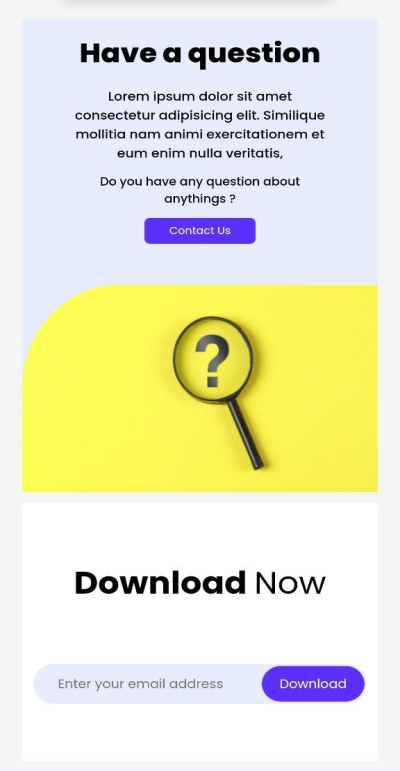 Have a question
Lorem ipsum dolor sit amet
consectetur adipisicing elit. Similique
mollitia nam animi exercitationem et
eum enim nulla veritatis,
Do you have any question about
anythings ?
Contact Us
?
Download Now
Enter your email address
Download